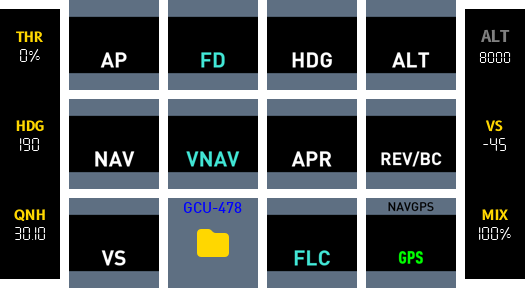 THR
0%
AP
FD
HDG
ALT
ALT
8000
HDG
190
NAV
VNAV
APR
REV/BC
VS
-45
QNH
30.10
VS
GCU-478
FLC
NAVGPS
GPS
MIX
100%